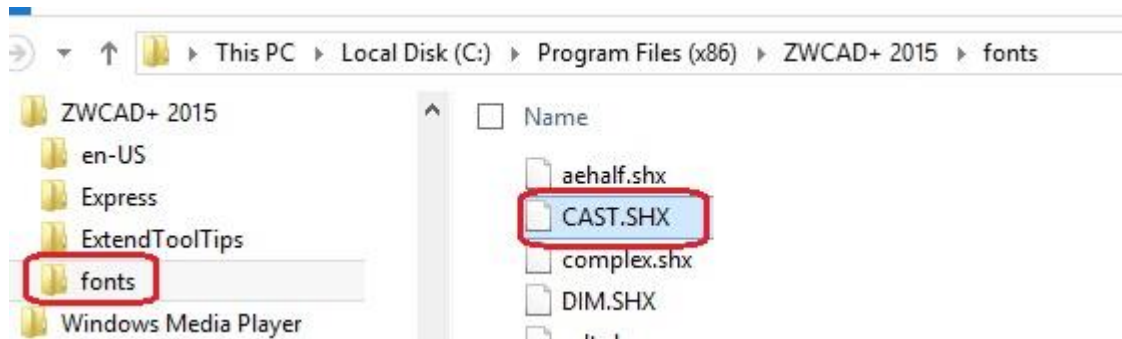 This PC Local Disk (C:) Program Files (x86) ZWCAD+ 2015 fonts
ZWCAD+ 2015
en-US
Express
ExtendToolTips
fonts
Windows Media Player
Name
aehalf.shx
CAST.SHX
complex.shx
DIM.SHX